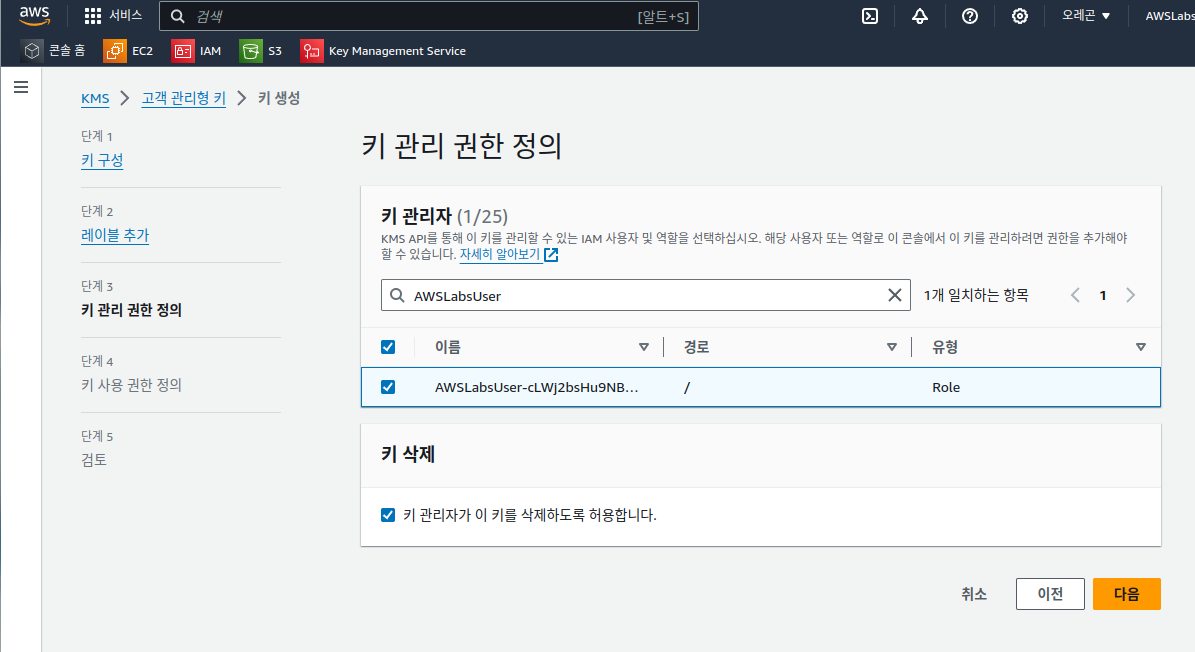 aws 서비스 검색 [알트+S] 오레곤 ▼ AWSLabs
콘솔 홈 EC2 IAM S3 Key Management Service
KMS > 고객 관리형 키 > 키 생성
단계 1
키 구성
단계 2
레이블 추가
단계 3
키 관리 권한 정의
단계 4
키 사용 권한 정의
단계 5
검토
키 관리 권한 정의
키 관리자 (1/25)
KMS API를 통해 이 키를 관리할 수 있는 IAM 사용자 및 역할을 선택하십시오. 해당 사용자 또는 역할로 이 콘솔에서 이 키를 관리하려면 권한을 추가해야
할 수 있습니다. 자세히 알아보기
AWSLabsUser 1개 일치하는 항목 < 1 >
이름 경로 유형
AWSLabsUser-cLWj2bsHu9NB... / Role
키 삭제
키 관리자가 이 키를 삭제하도록 허용합니다.
취소 이전 다음